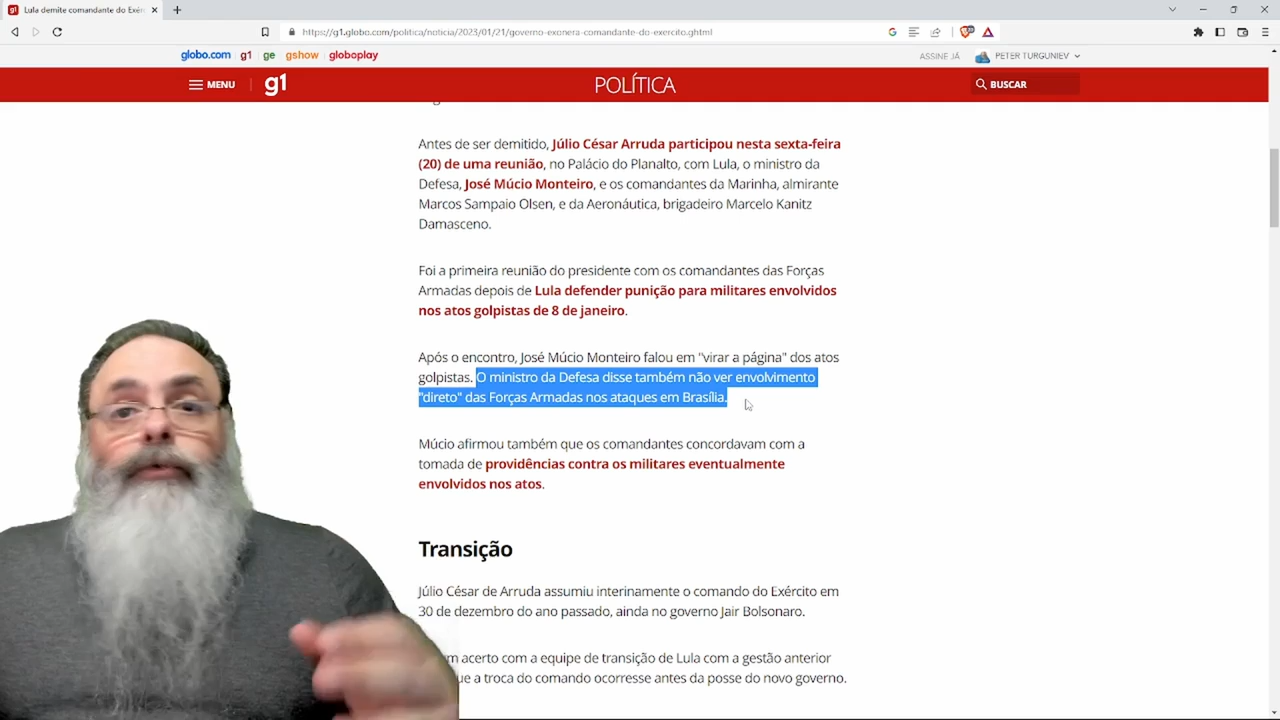 Lula demite comandante do Exér
https://g1.globo.com/politica/noticia/2023/01/21/governo-exonera-comandante-do-exercito.ghtml
globo.com g1 ge gshow globoplay
ASSINE JÁ
PETER TURGUNIEV
MENU
g1
POLÍTICA
BUSCAR
Antes de ser demitido, Júlio César Arruda participou nesta sexta-feira
(20) de uma reunião, no Palácio do Planalto, com Lula, o ministro da
Defesa, José Múcio Monteiro, e os comandantes da Marinha, almirante
Marcos Sampaio Olsen, e da Aeronáutica, brigadeiro Marcelo Kanitz
Damasceno.
Foi a primeira reunião do presidente com os comandantes das Forças
Armadas depois de Lula defender punição para militares envolvidos
nos atos golpistas de 8 de janeiro.
Após o encontro, José Múcio Monteiro falou em "virar a página" dos atos
golpistas. O ministro da Defesa disse também não ver envolvimento
"direto" das Forças Armadas nos ataques em Brasília.
Múcio afirmou também que os comandantes concordavam com a
tomada de providências contra os militares eventualmente
envolvidos nos atos.
Transição
Júlio César de Arruda assumiu interinamente o comando do Exército em
30 de dezembro do ano passado, ainda no governo Jair Bolsonaro.
acerto com a equipe de transição de Lula com a gestão anterior
a troca do comando ocorresse antes da posse do novo governo.